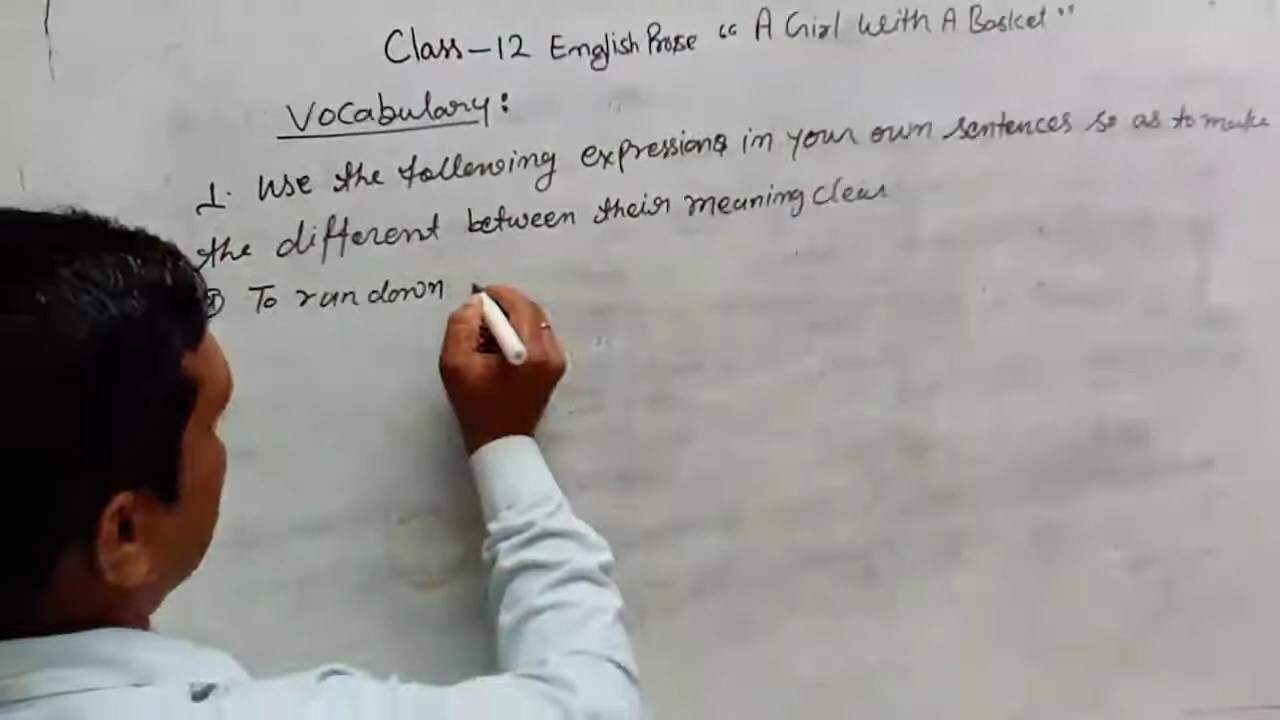 Class-12 English Prose "A Girl With A Basket"
Vocabulary:
1. Use the following expressions in your own sentences so as to make
the different between their meaning clear
To run down